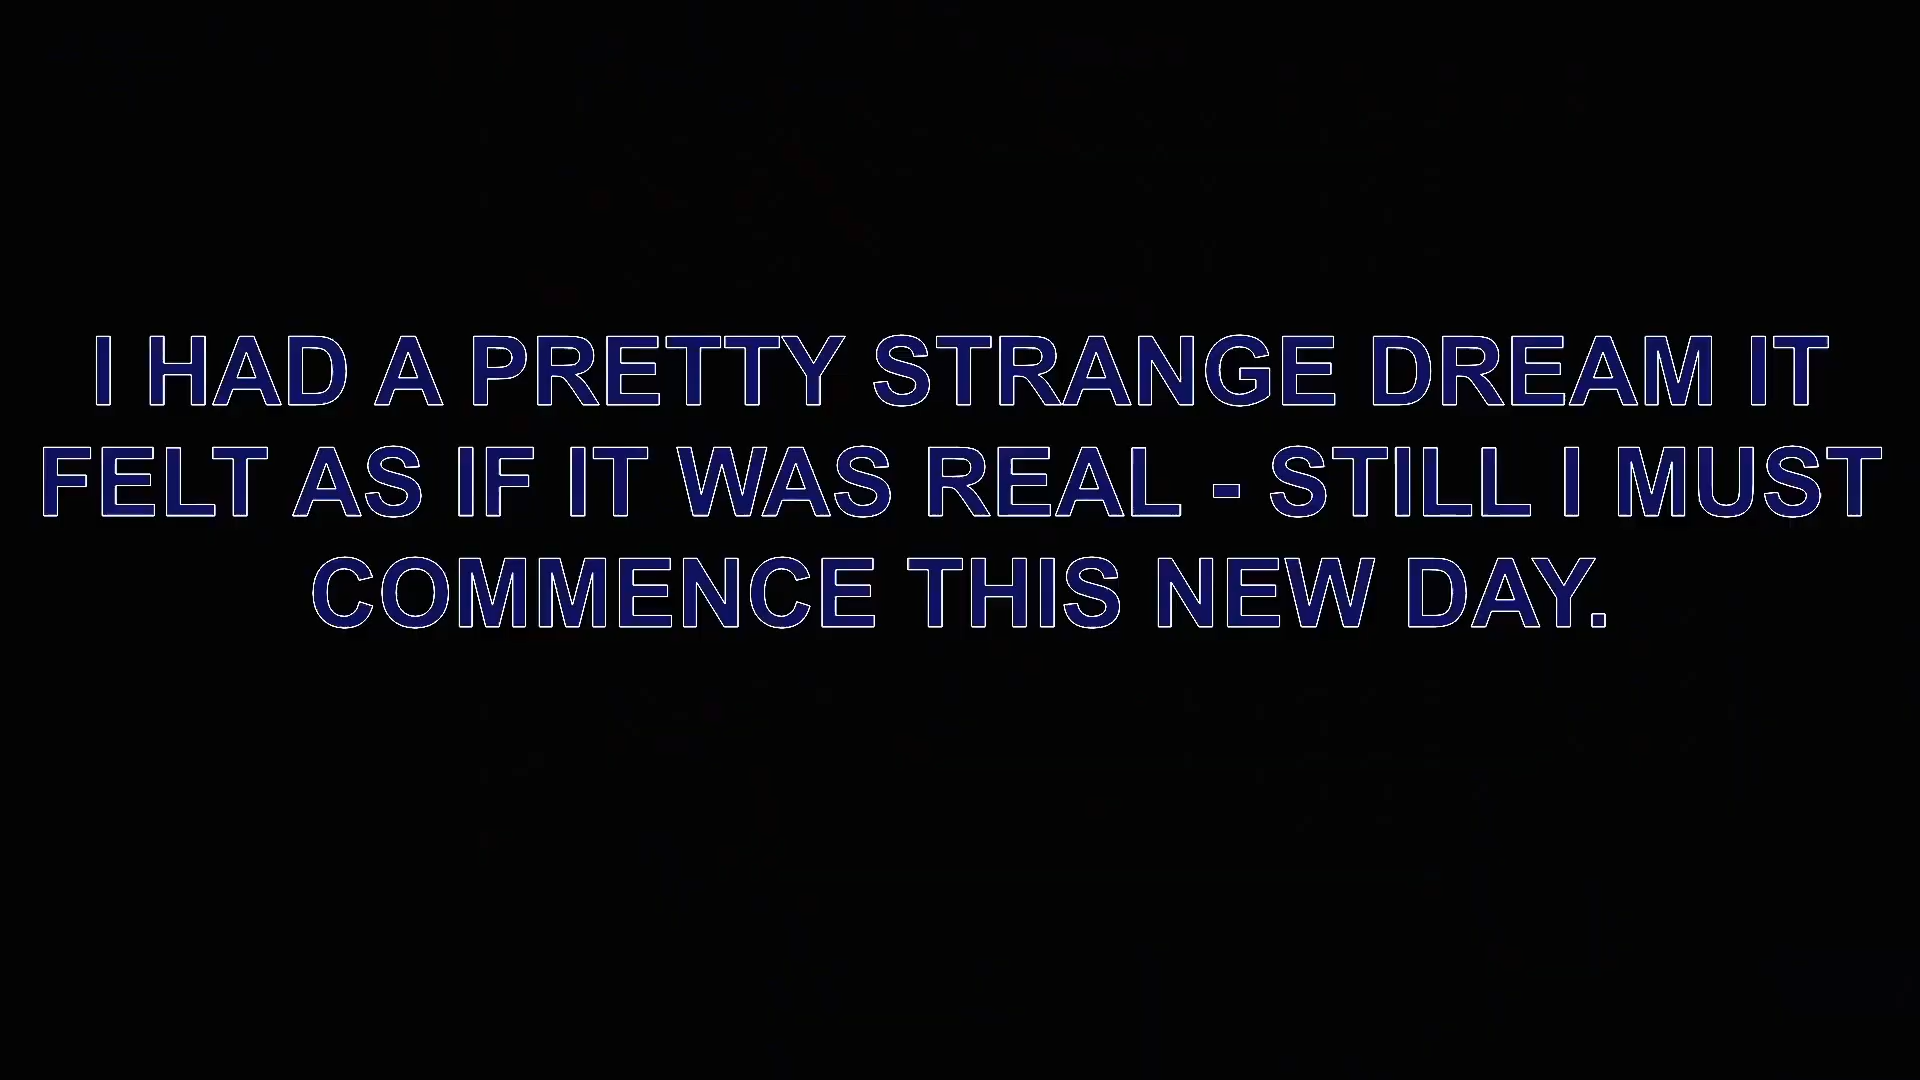 I HAD A PRETTY STRANGE DREAM IT
FELT AS IF IT WAS REAL - STILL I MUST
COMMENCE THIS NEW DAY.